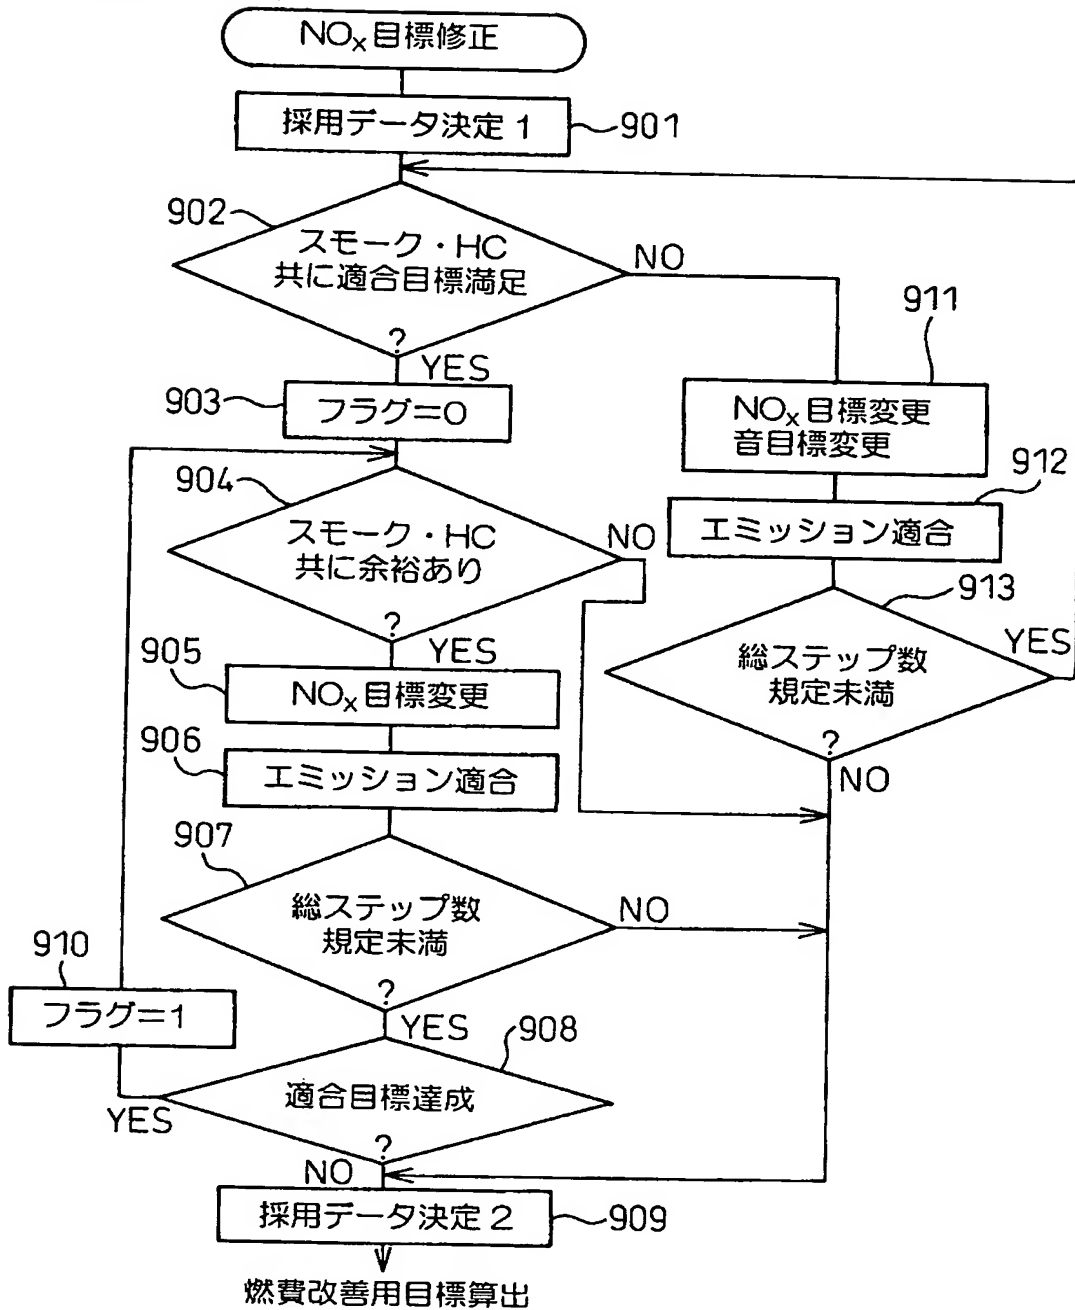 NOx目標修正
採用データ決定1
901
902
スモーク・HC
共に適合目標満足
?
NO
YES
911
903
フラグ=0
NOx目標変更
音目標変更
912
904
スモーク・HC
共に余裕あり
?
NO
YES
エミッション適合
913
総ステップ数
規定未満
?
YES
NO
905
NOx目標変更
906
エミッション適合
907
総ステップ数
規定未満
?
NO
YES
910
フラグ=1
908
適合目標達成
?
YES
NO
採用データ決定2
909
燃費改善用目標算出